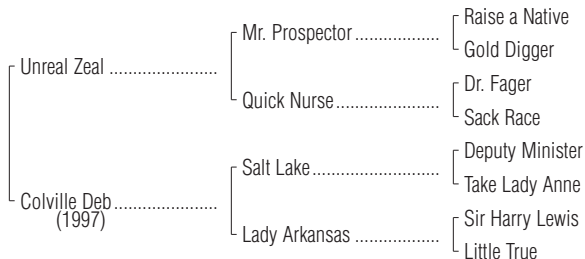 Raise a Native
Mr. Prospector ..................
Gold Digger
Unreal Zeal .......................
Dr. Fager
Quick Nurse ......................
Sack Race
Deputy Minister
Salt Lake ...........................
Take Lady Anne
Colville Deb ......................
(1997)
Sir Harry Lewis
Lady Arkansas ..................
Little True